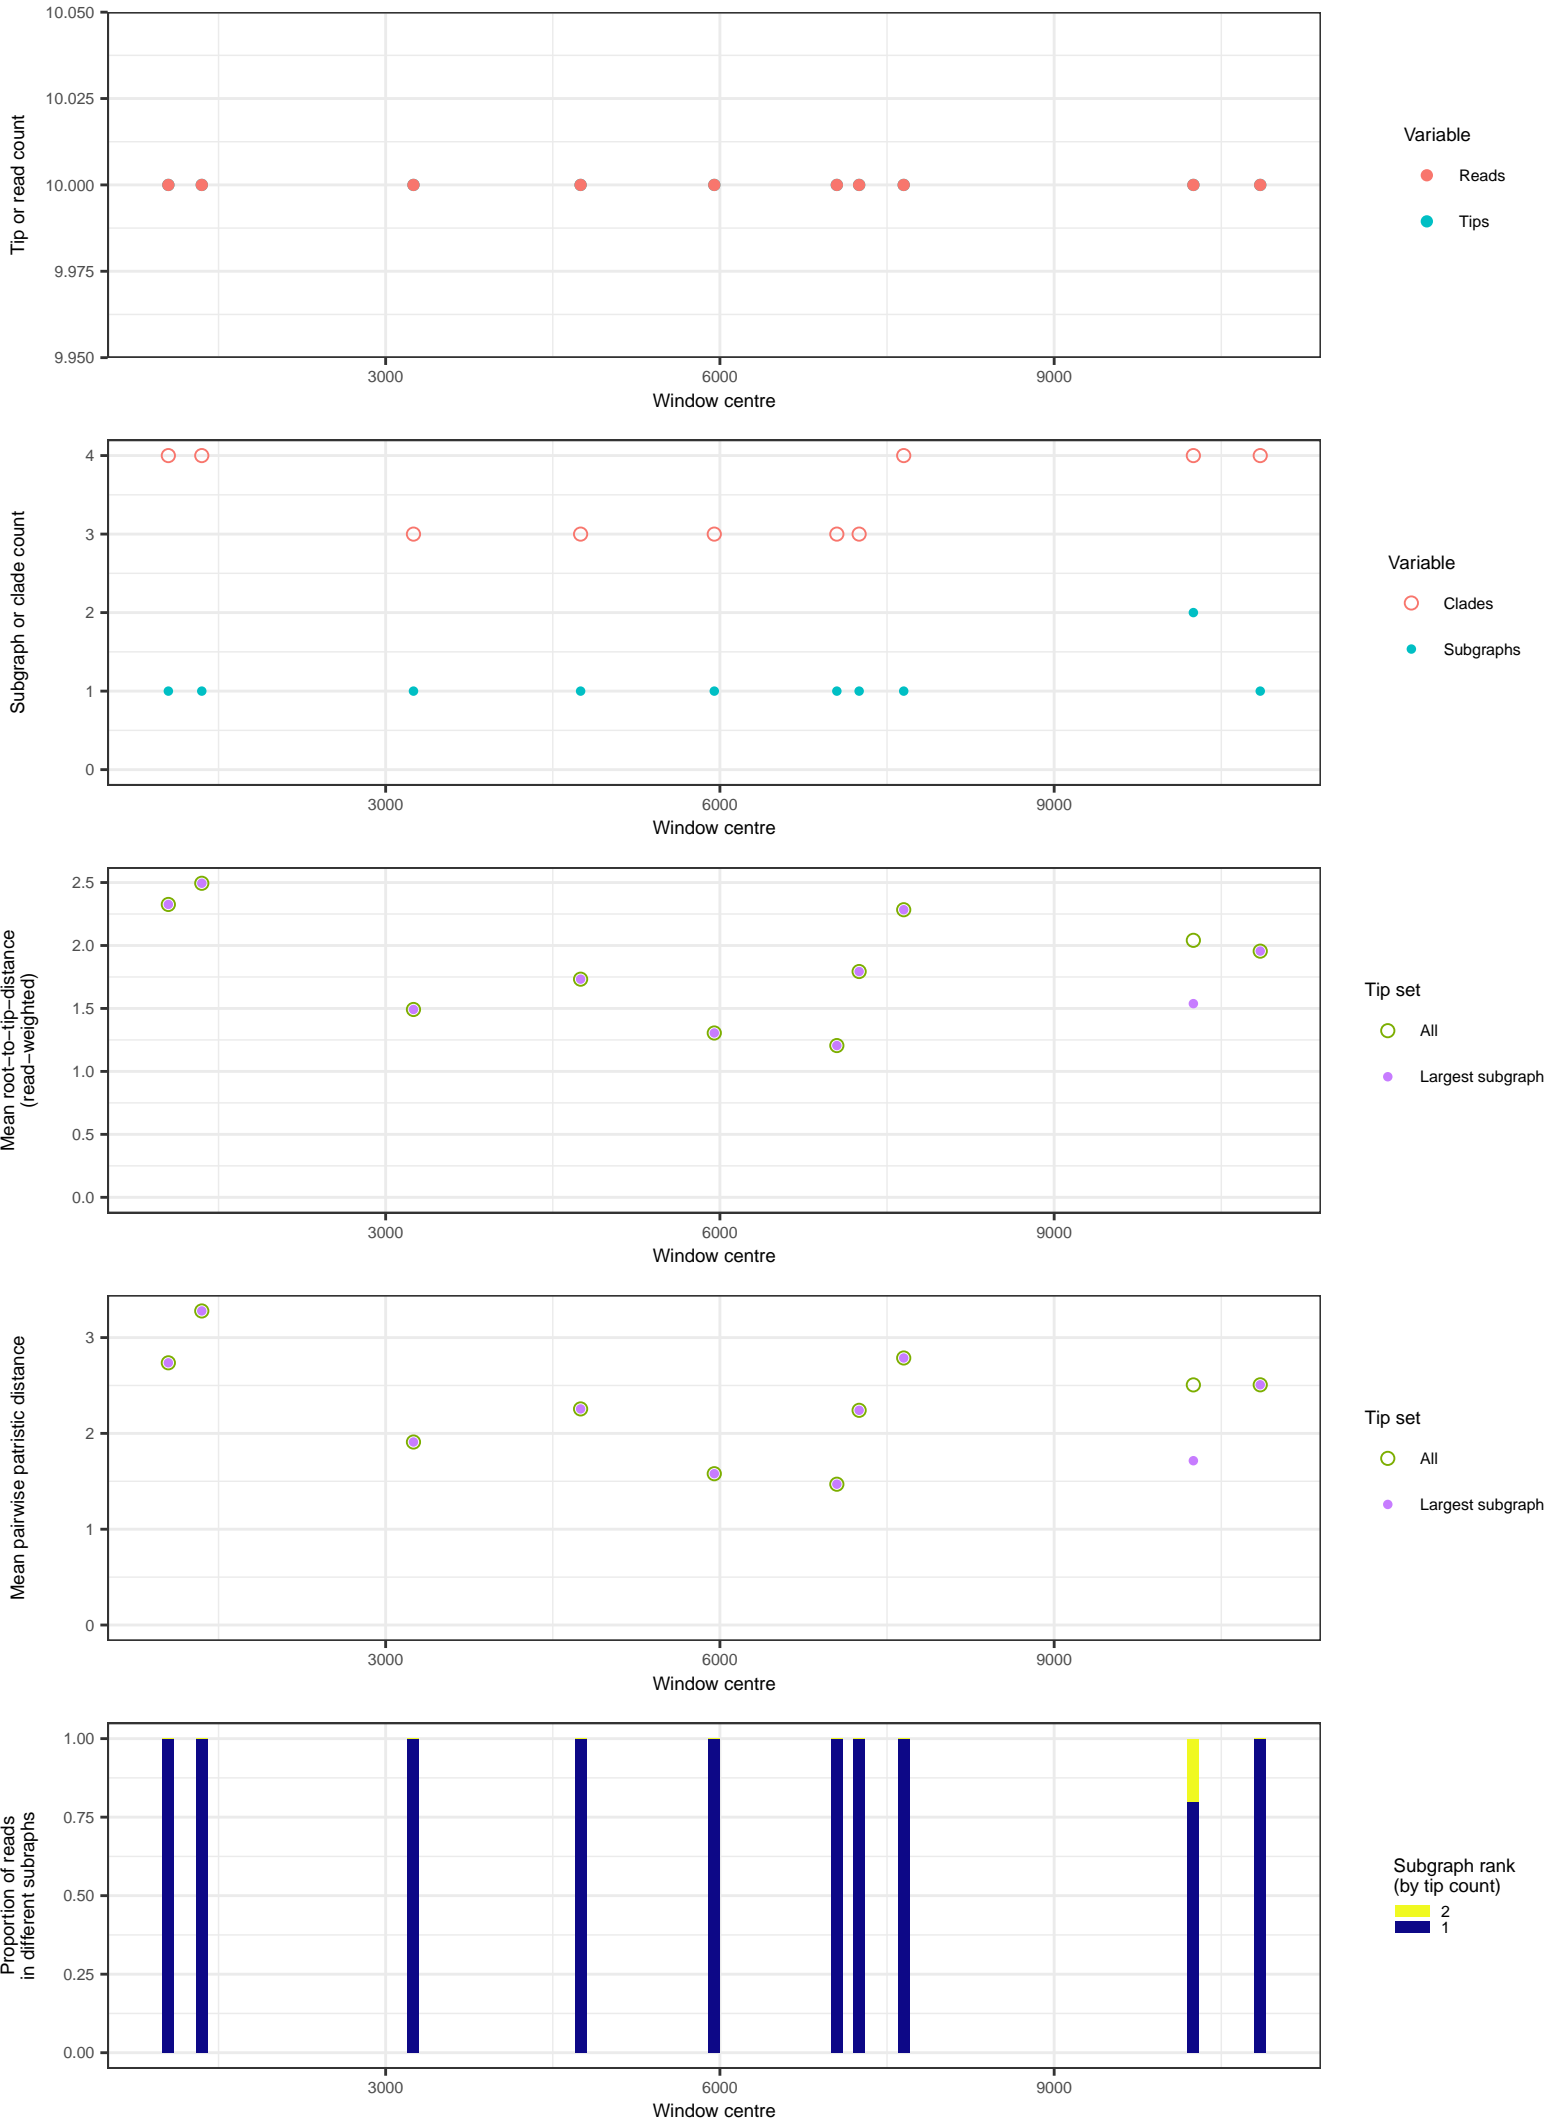 10.050
10.025
10.000
9.975
9.950
Tip or read count
3000 6000 9000
Window centre
Variable
Reads
Tips
4
3
2
1
0
Subgraph or clade count
3000 6000 9000
Window centre
Variable
Clades
Subgraphs
2.5
2.0
1.5
1.0
0.5
0.0
Mean root−to−tip−distance
(read−weighted)
3000 6000 9000
Window centre
Tip set
All
Largest subgraph
3
2
1
0
Mean pairwise patristic distance
3000 6000 9000
Window centre
Tip set
All
Largest subgraph
1.00
0.75
0.50
0.25
0.00
Proportion of reads
in different subraphs
3000 6000 9000
Window centre
Subgraph rank
(by tip count)
2
1